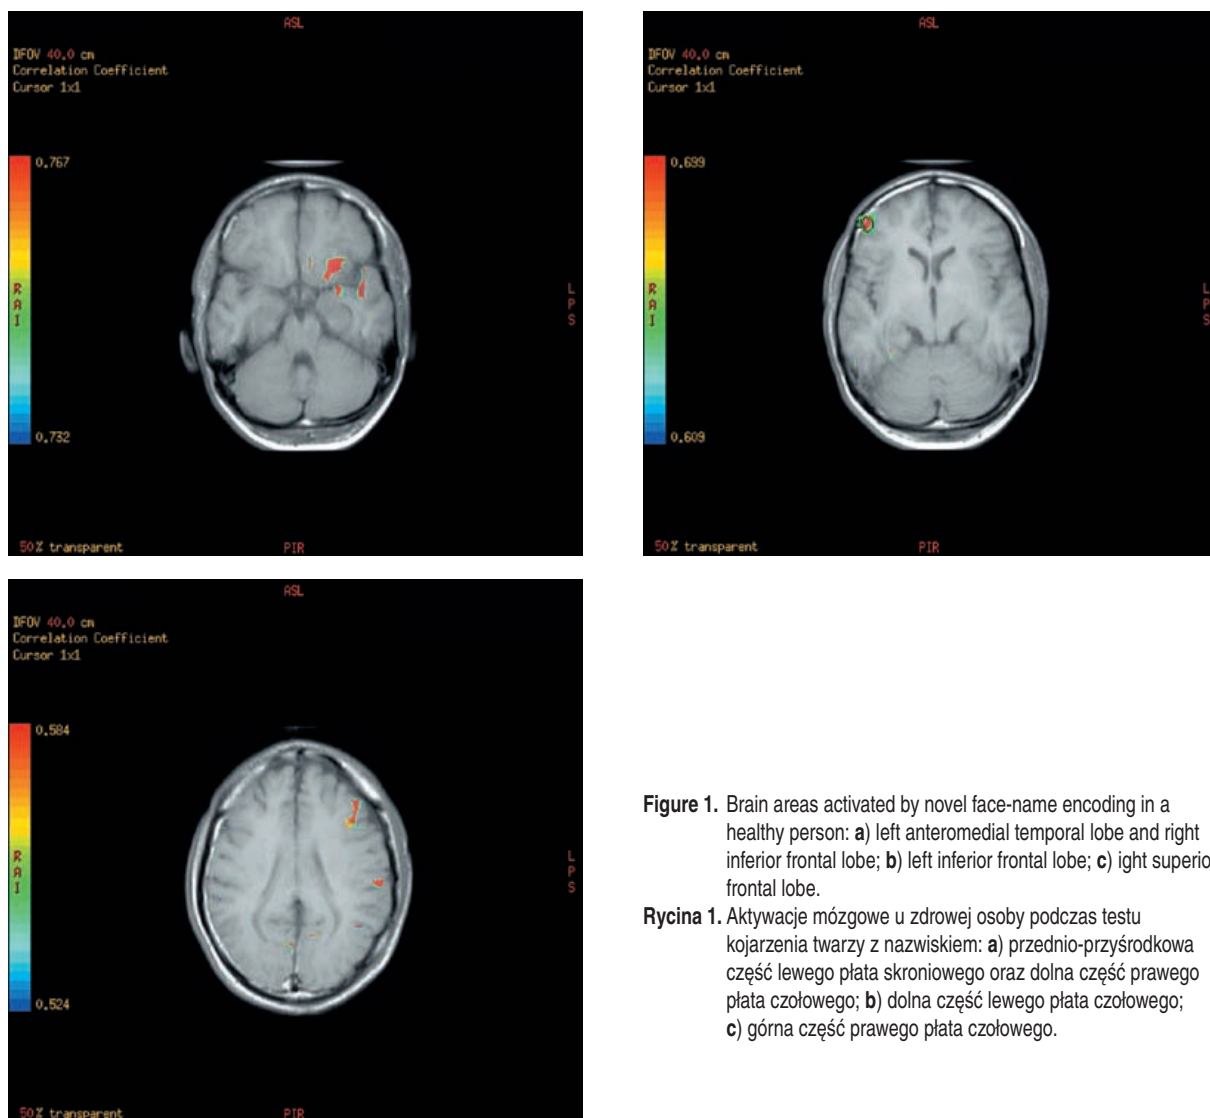 ASL
DFOV 40.0 cm
Correlation Coefficient
Cursor 1x1
0.767
R
A
I
L
P
S
0.732
50% transparent
PIR
ASL
DFOV 40.0 cm
Correlation Coefficient
Cursor 1x1
0.699
R
A
I
L
P
S
0.609
50% transparent
PIR
ASL
DFOV 40.0 cm
Correlation Coefficient
Cursor 1x1
0.584
R
A
I
L
P
S
0.524
50% transparent
PIR
Figure 1. Brain areas activated by novel face-name encoding in a
healthy person: a) left anteromedial temporal lobe and right
inferior frontal lobe; b) left inferior frontal lobe; c) ight superio
frontal lobe.
Rycina 1. Aktywacje mózgowe u zdrowej osoby podczas testu
kojarzenia twarzy z nazwiskiem: a) przednio-przyśrodkowa
część lewego płata skroniowego oraz dolna część prawego
płata czołowego; b) dolna część lewego płata czołowego;
c) górna część prawego płata czołowego.